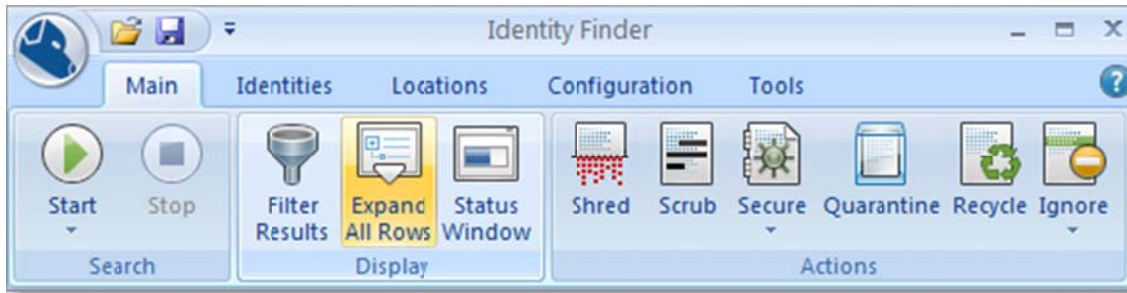 Identity Finder
Main Identities Locations Configuration Tools
Start Stop Filter Results Expand All Rows Status Window Shred Scrub Secure Quarantine Recycle Ignore
Search Display Actions